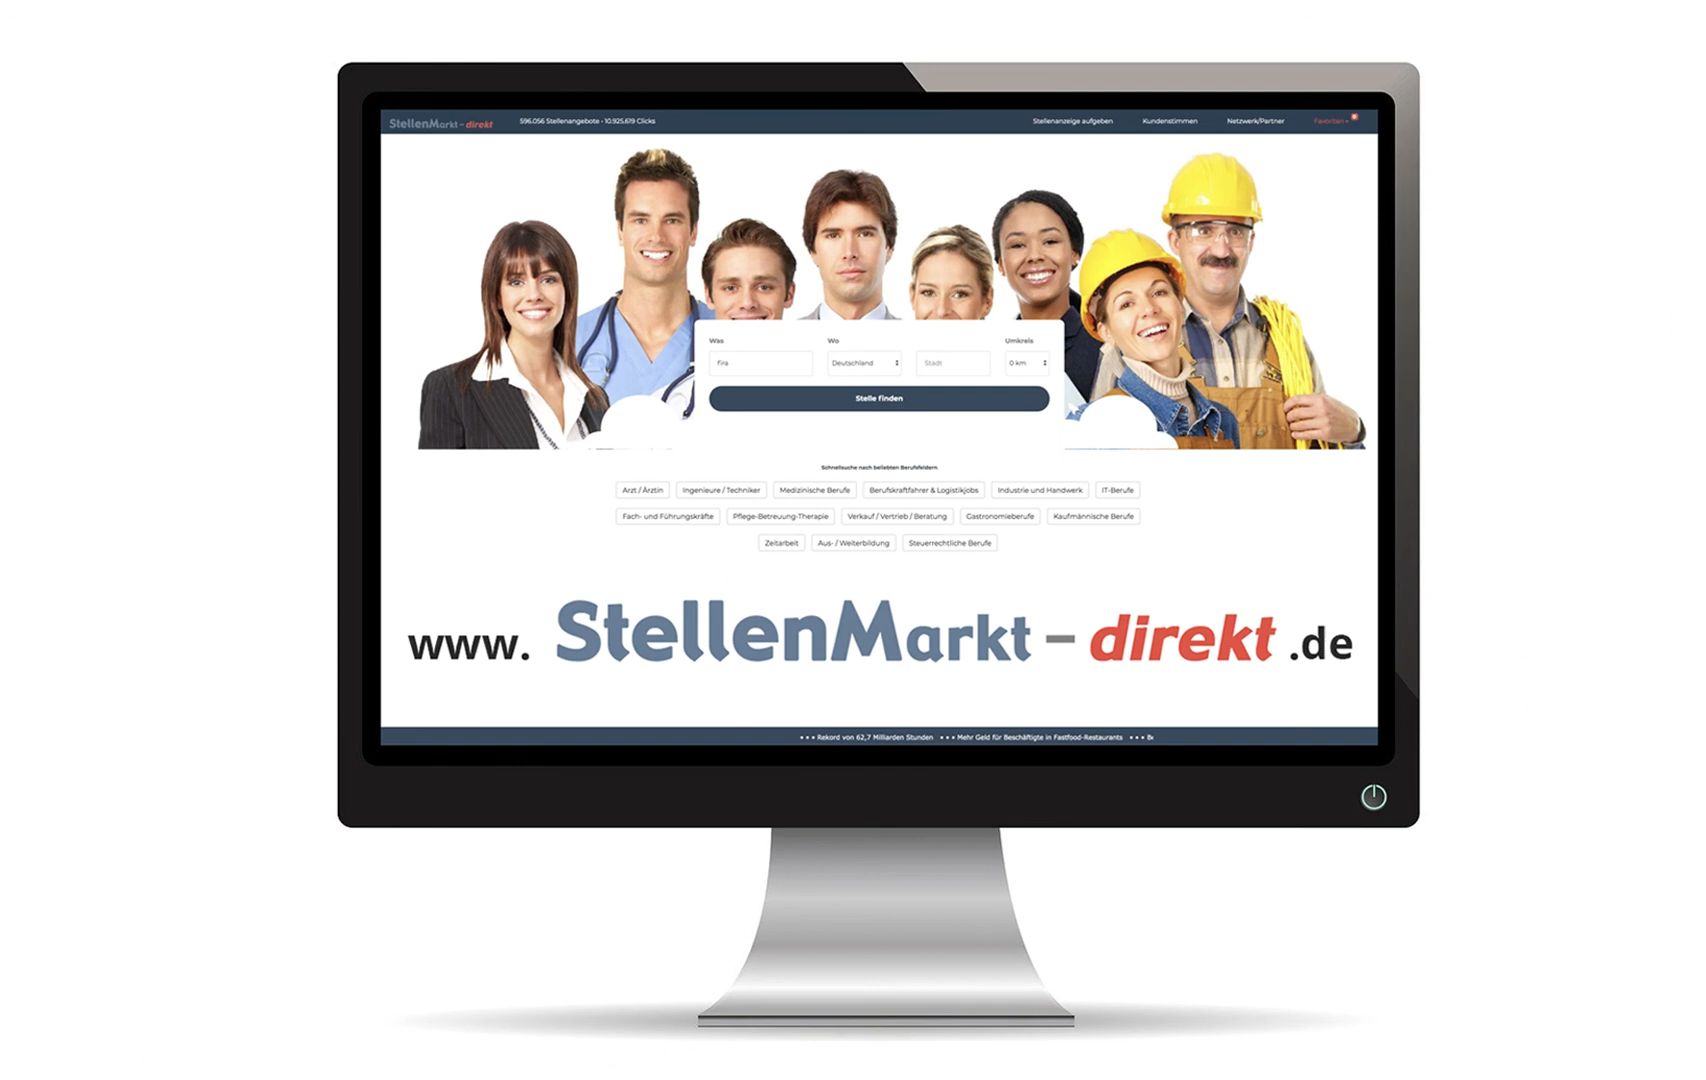 StellenMarkt - direkt 596.056 Stellenangebote - 10.925.619 Clicks Stellenanzeige aufgeben Kundenstimmen Netzwerk/Partner Favoriten
Was Wo Umkreis
fira Deutschland Stadt 0 km
Stelle finden
Schnellsuche nach beliebten Berufsfeldern
Arzt / Ärztin Ingenieure / Techniker Medizinische Berufe Berufskraftfahrer & Logistikjobs Industrie und Handwerk IT-Berufe
Fach- und Führungskräfte Pflege-Betreuung-Therapie Verkauf / Vertrieb / Beratung Gastronomieberufe Kaufmännische Berufe
Zeitarbeit Aus- / Weiterbildung Steuerrechtliche Berufe
www. StellenMarkt - direkt .de
• • • Rekord von 62,7 Milliarden Stunden • • • Mehr Geld für Beschäftigte in Fastfood-Restaurants • • •